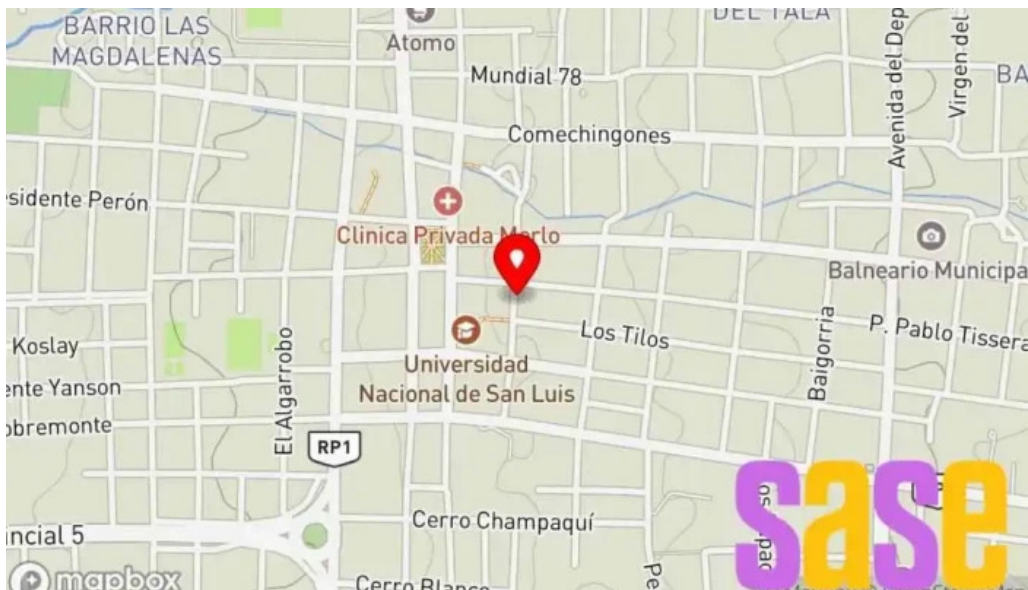 BARRIO LAS
MAGDALENAS
Atomo
DEL TALA
Mundial 78
BA
Virgen del
Avenida del Dep
Comechingones
esidente Perón
Clinica Privada Merlo
Balneario Municipa
Koslay
Los Tilos
P. Pablo Tissera
Universidad
Nacional de San Luis
ente Yanson
El Algarrobo
Baigorria
obremonte
RP1
Cerro Champaquí
ncial 5
Cerro Blanco
Pe
sase
mapbox